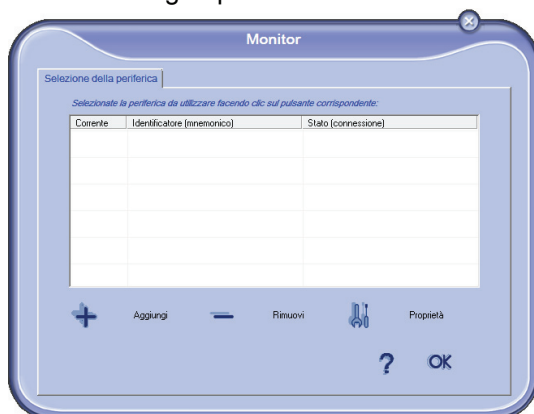 Monitor
Selezione della periferica
Selezionate la periferica da utilizzare facendo clic sul pulsante corrispondente:
Corrente Identificatore (mnemonico) Stato (connessione)
Aggiungi Rimuovi Proprietà
? OK